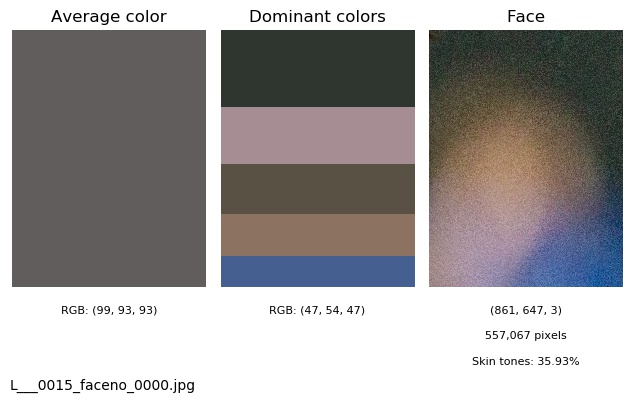 Average color
Dominant colors
Face
RGB: (99, 93, 93)
RGB: (47, 54, 47)
(861, 647, 3)
557,067 pixels
Skin tones: 35.93%
L___0015_faceno_0000.jpg